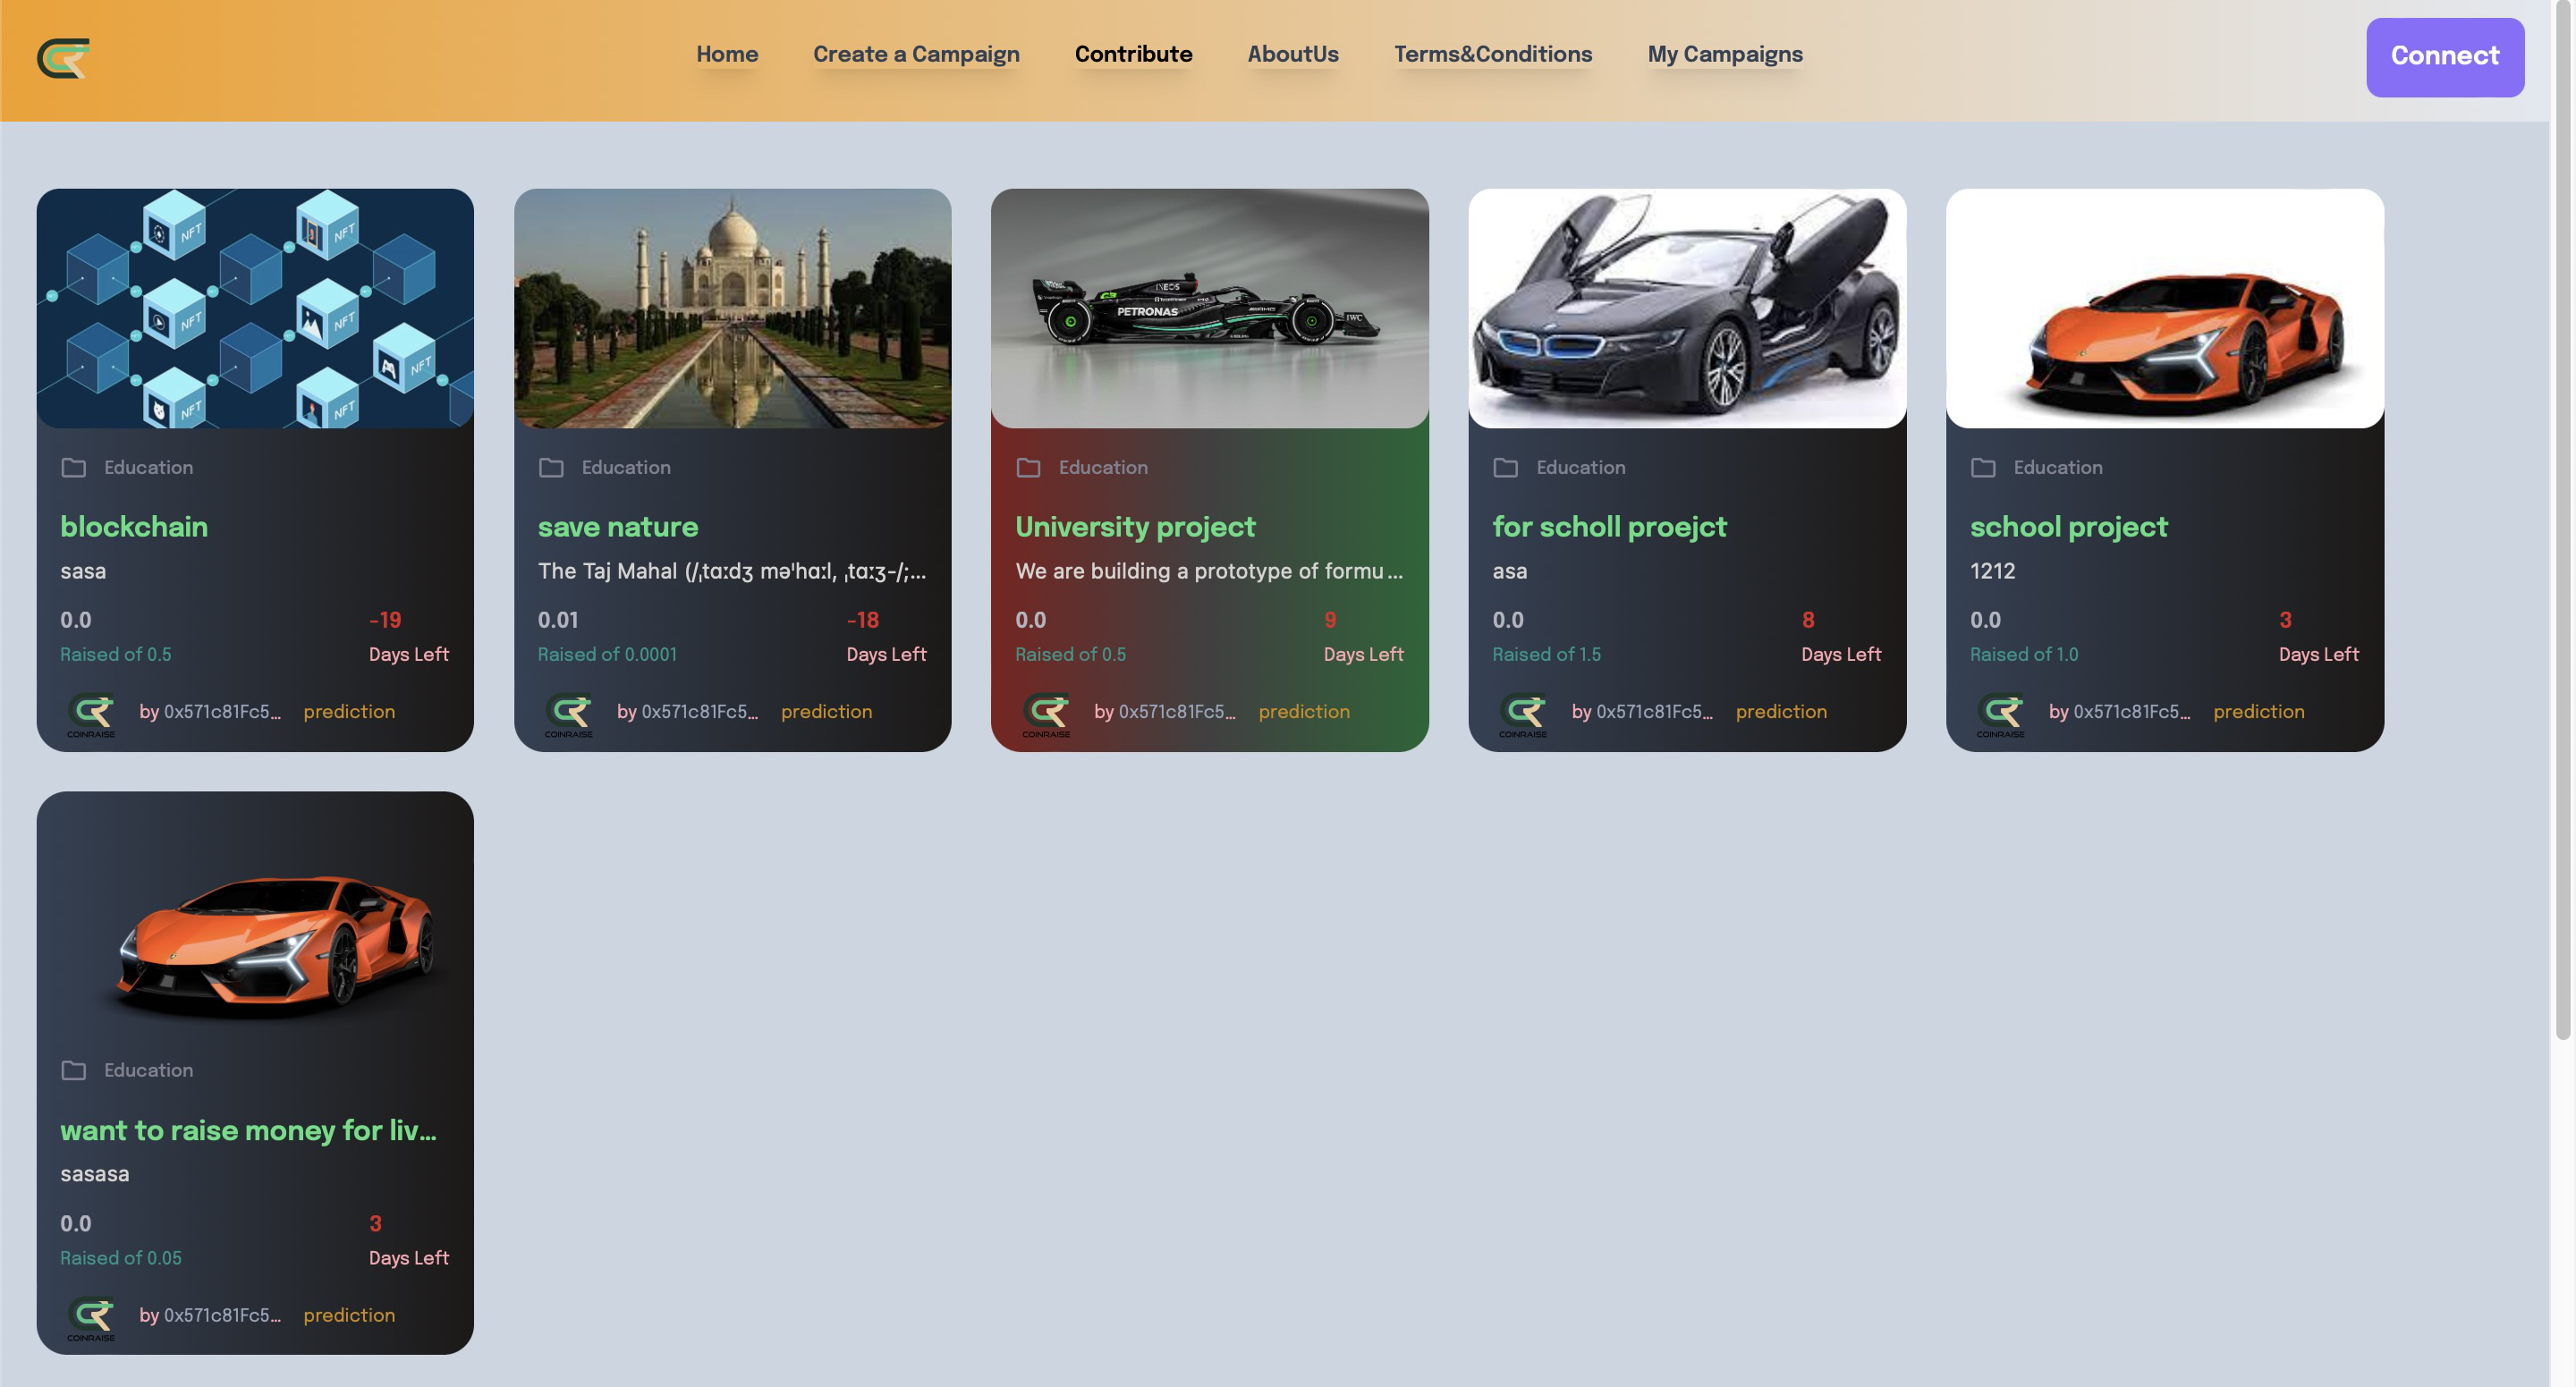 Home Create a Campaign Contribute AboutUs Terms&Conditions My Campaigns Connect
NFT NFT
NFT NFT
NFT
NFT NFT
Education
blockchain
sasa
0.0 -19
Raised of 0.5 Days Left
COINRAISE by 0x571c81Fc5... prediction
Education
save nature
The Taj Mahal (/ˌtɑːdʒ məˈhɑːl, ˌtɑːʒ-/;...
0.01 -18
Raised of 0.0001 Days Left
COINRAISE by 0x571c81Fc5... prediction
INEOS
PETRONAS
IWC
Education
University project
We are building a prototype of formu...
0.0 9
Raised of 0.5 Days Left
COINRAISE by 0x571c81Fc5... prediction
Education
for scholl proejct
asa
0.0 8
Raised of 1.5 Days Left
COINRAISE by 0x571c81Fc5... prediction
Education
school project
1212
0.0 3
Raised of 1.0 Days Left
COINRAISE by 0x571c81Fc5... prediction
Education
want to raise money for liv...
sasasa
0.0 3
Raised of 0.05 Days Left
COINRAISE by 0x571c81Fc5... prediction